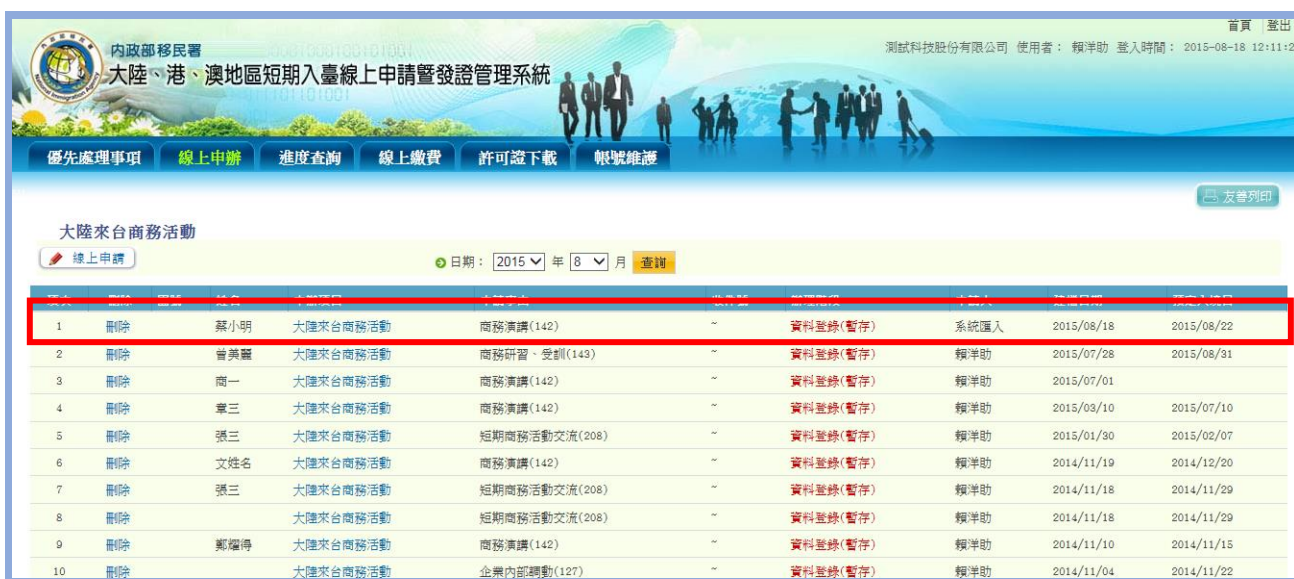 首頁 | 登出
內政部移民署
測試科技股份有限公司 使用者： 賴洋助 登入時間： 2015-08-18 12:11:2
大陸、港、澳地區短期入臺線上申請暨發證管理系統
優先處理事項 線上申辦 進度查詢 線上繳費 許可證下載 帳號維護
友善列印
大陸來台商務活動
線上申請 日期： 2015 年 8 月 查詢
1 刪除 蔡小明 大陸來台商務活動 商務演講(142) ~ 資料登錄(暫存) 系統匯入 2015/08/18 2015/08/22
2 刪除 曾美麗 大陸來台商務活動 商務研習、受訓(143) ~ 資料登錄(暫存) 賴洋助 2015/07/28 2015/08/31
3 刪除 商一 大陸來台商務活動 商務演講(142) ~ 資料登錄(暫存) 賴洋助 2015/07/01
4 刪除 章三 大陸來台商務活動 商務演講(142) ~ 資料登錄(暫存) 賴洋助 2015/03/10 2015/07/10
5 刪除 張三 大陸來台商務活動 短期商務活動交流(208) ~ 資料登錄(暫存) 賴洋助 2015/01/30 2015/02/07
6 刪除 文姓名 大陸來台商務活動 商務演講(142) ~ 資料登錄(暫存) 賴洋助 2014/11/19 2014/12/20
7 刪除 張三 大陸來台商務活動 短期商務活動交流(208) ~ 資料登錄(暫存) 賴洋助 2014/11/18 2014/11/29
8 刪除 大陸來台商務活動 短期商務活動交流(208) ~ 資料登錄(暫存) 賴洋助 2014/11/18 2014/11/29
9 刪除 鄭耀得 大陸來台商務活動 商務演講(142) ~ 資料登錄(暫存) 賴洋助 2014/11/10 2014/11/15
10 刪除 大陸來台商務活動 企業內部調動(127) ~ 資料登錄(暫存) 賴洋助 2014/11/04 2014/11/22